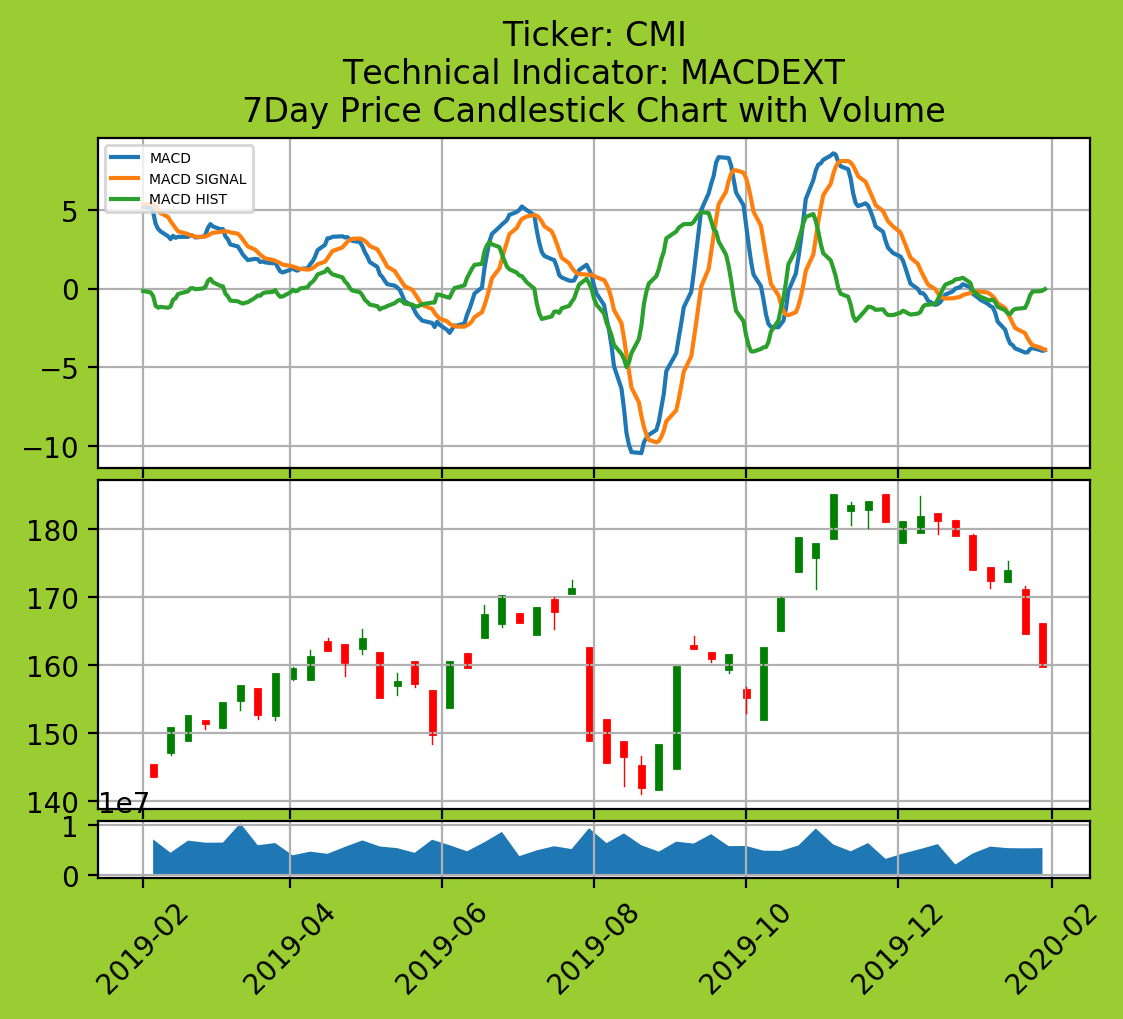 Ticker: CMI
Technical Indicator: MACDEXT
7Day Price Candlestick Chart with Volume
MACD
MACD SIGNAL
MACD HIST
5
0
−5
−10
180
170
160
150
140
1e7
1
0
2019-02
2019-04
2019-06
2019-08
2019-10
2019-12
2020-02